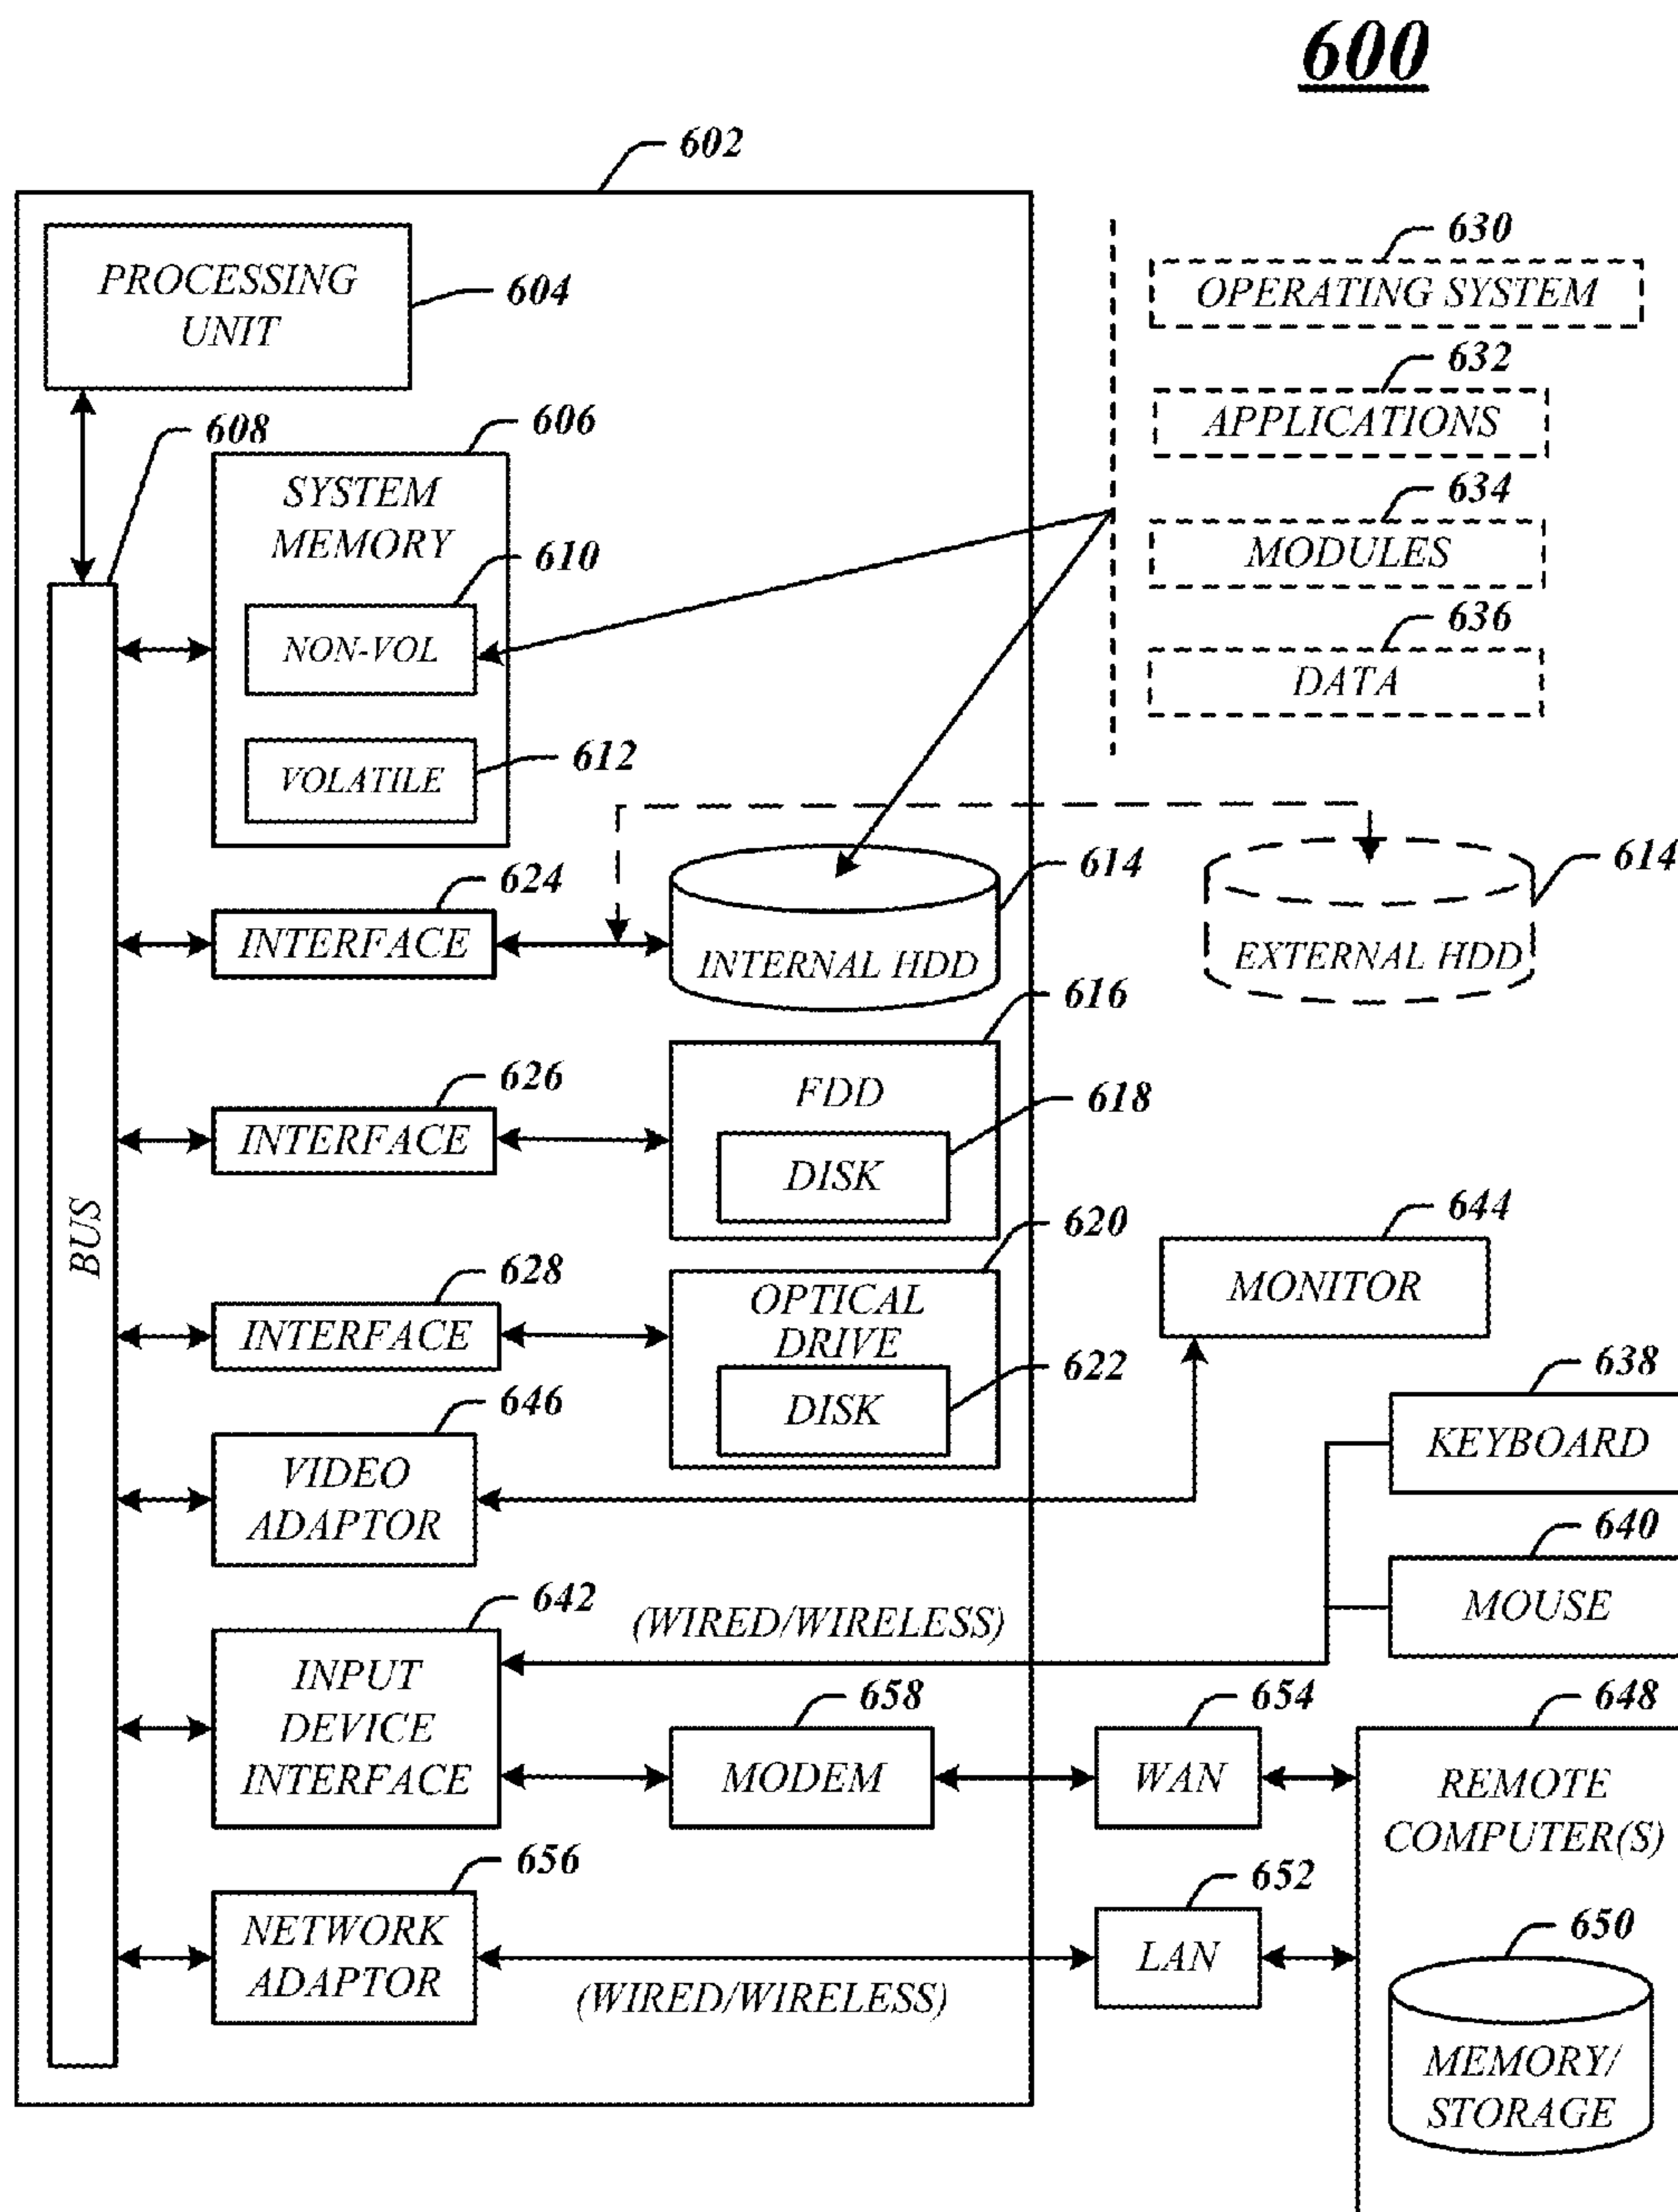 600
602
PROCESSING
UNIT
604
630
OPERATING SYSTEM
632
APPLICATIONS
634
MODULES
636
DATA
608
606
SYSTEM
MEMORY
610
NON-VOL
612
VOLATILE
624
INTERFACE
614
INTERNAL HDD
614
EXTERNAL HDD
616
626
INTERFACE
FDD
618
DISK
BUS
620
628
INTERFACE
OPTICAL
DRIVE
622
DISK
644
MONITOR
638
KEYBOARD
646
VIDEO
ADAPTOR
640
MOUSE
642
(WIRED/WIRELESS)
INPUT
DEVICE
INTERFACE
658
MODEM
654
WAN
648
REMOTE
COMPUTER(S)
656
NETWORK
ADAPTOR
(WIRED/WIRELESS)
652
LAN
650
MEMORY/
STORAGE